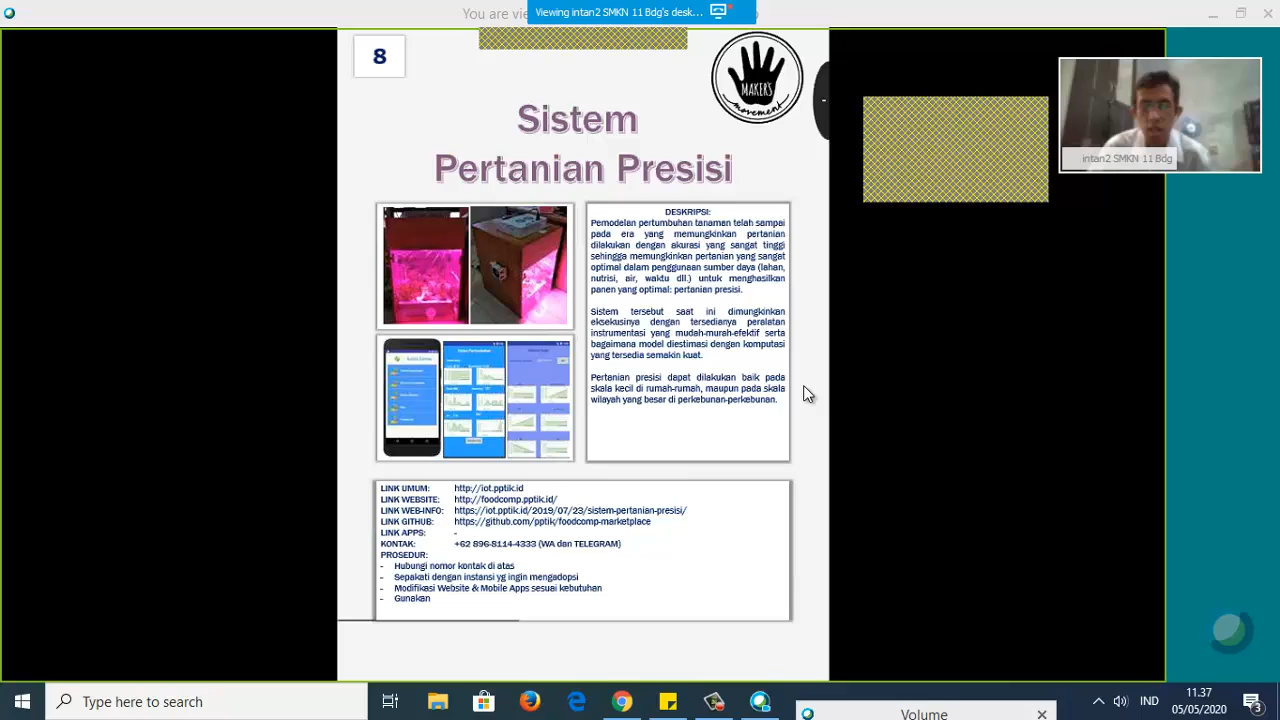 You are vie
Viewing intan2 SMKN 11 Bdg's desk...
8
MAKER'S
movement
Sistem
Pertanian Presisi
intan2 SMKN 11 Bdg
DESKRIPSI:
Pemodelan pertumbuhan tanaman telah sampai
pada era yang memungkinkan pertanian
dilakukan dengan akurasi yang sangat tinggi
sehingga memungkinkan pertanian yang sangat
optimal dalam penggunaan sumber daya (lahan,
nutrisi, air, waktu dll.) untuk menghasilkan
panen yang optimal: pertanian presisi.
Sistem tersebut saat ini dimungkinkan
eksekusinya dengan tersedianya peralatan
instrumentasi yang mudah-murah-efektif serta
bagaimana model diestimasi dengan komputasi
yang tersedia semakin kuat.
Pertanian presisi dapat dilakukan baik pada
skala kecil di rumah-rumah, maupun pada skala
wilayah yang besar di perkebunan-perkebunan.
LINK UMUM: http://iot.pptik.id
LINK WEBSITE: http://foodcomp.pptik.id/
LINK WEB-INFO: https://iot.pptik.id/2019/07/23/sistem-pertanian-presisi/
LINK GITHUB: https://github.com/pptik/foodcomp-marketplace
LINK APPS: -
KONTAK: +62 896-8114-4333 (WA dan TELEGRAM)
PROSEDUR:
- Hubungi nomor kontak di atas
- Sepakati dengan instansi yg ingin mengadopsi
- Modifikasi Website & Mobile Apps sesuai kebutuhan
- Gunakan
Type here to search
IND
11.37
05/05/2020
3
Volume